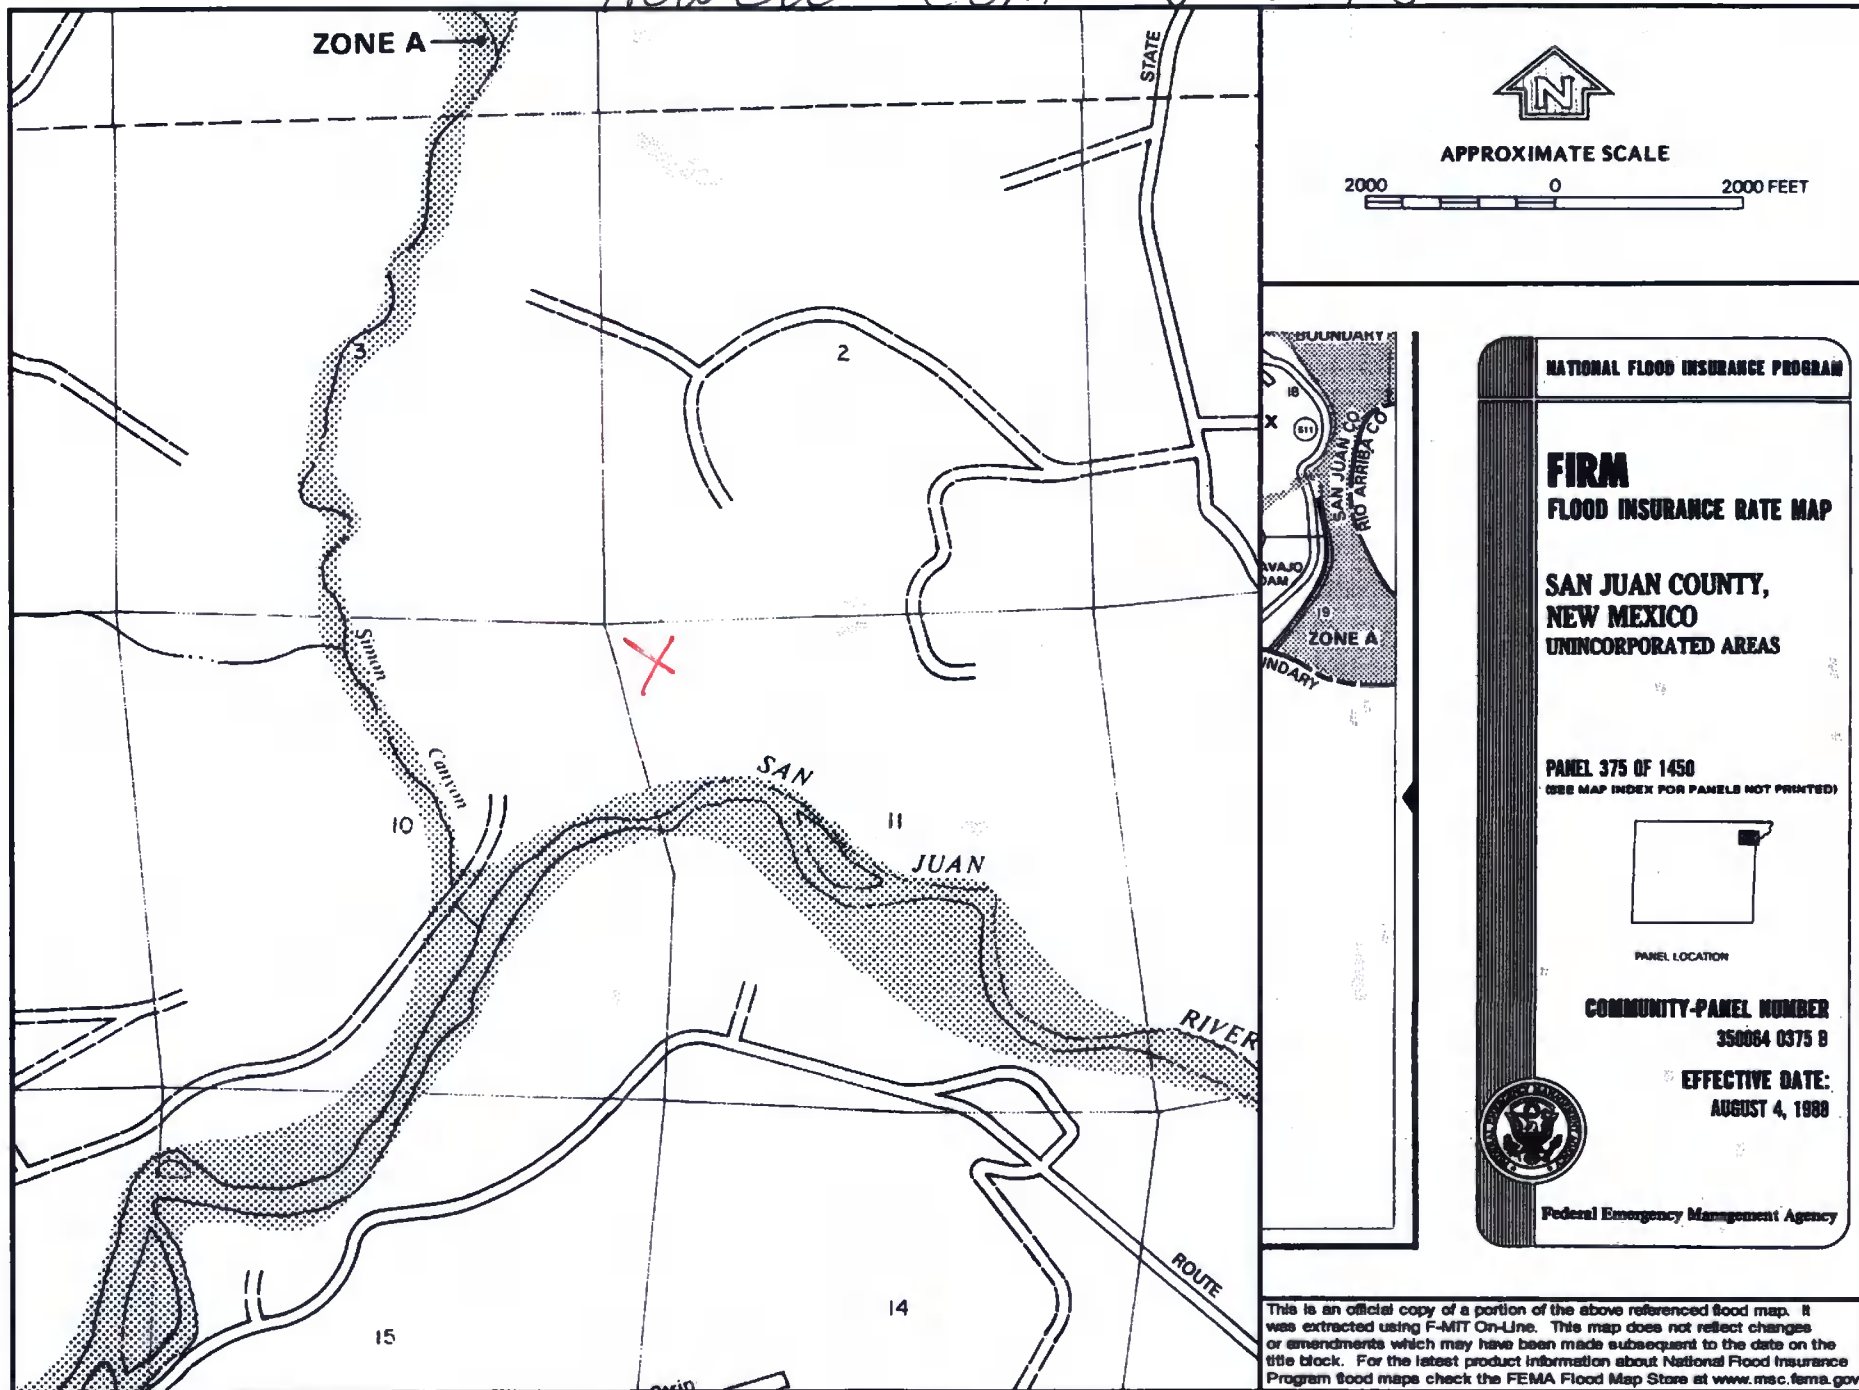 ZONE A
STATE
3
2
Simon
Canyon
10
11
SAN
JUAN
RIVER
15
14
ROUTE
N
APPROXIMATE SCALE
2000 0 2000 FEET
BOUNDARY
18
X
511
SAN JUAN CO
RIO ARRIBA CO
AVAJO
DAM
19
ZONE A
UNDARY
NATIONAL FLOOD INSURANCE PROGRAM
FIRM
FLOOD INSURANCE RATE MAP
SAN JUAN COUNTY,
NEW MEXICO
UNINCORPORATED AREAS
PANEL 375 OF 1450
(SEE MAP INDEX FOR PANELS NOT PRINTED)
PANEL LOCATION
COMMUNITY-PANEL NUMBER
350064 0375 B
EFFECTIVE DATE:
AUGUST 4, 1988
Federal Emergency Management Agency
This is an official copy of a portion of the above referenced flood map. It
was extracted using F-MIT On-Line. This map does not reflect changes
or amendments which may have been made subsequent to the date on the
title block. For the latest product information about National Flood Insurance
Program flood maps check the FEMA Flood Map Store at www.msc.fema.gov